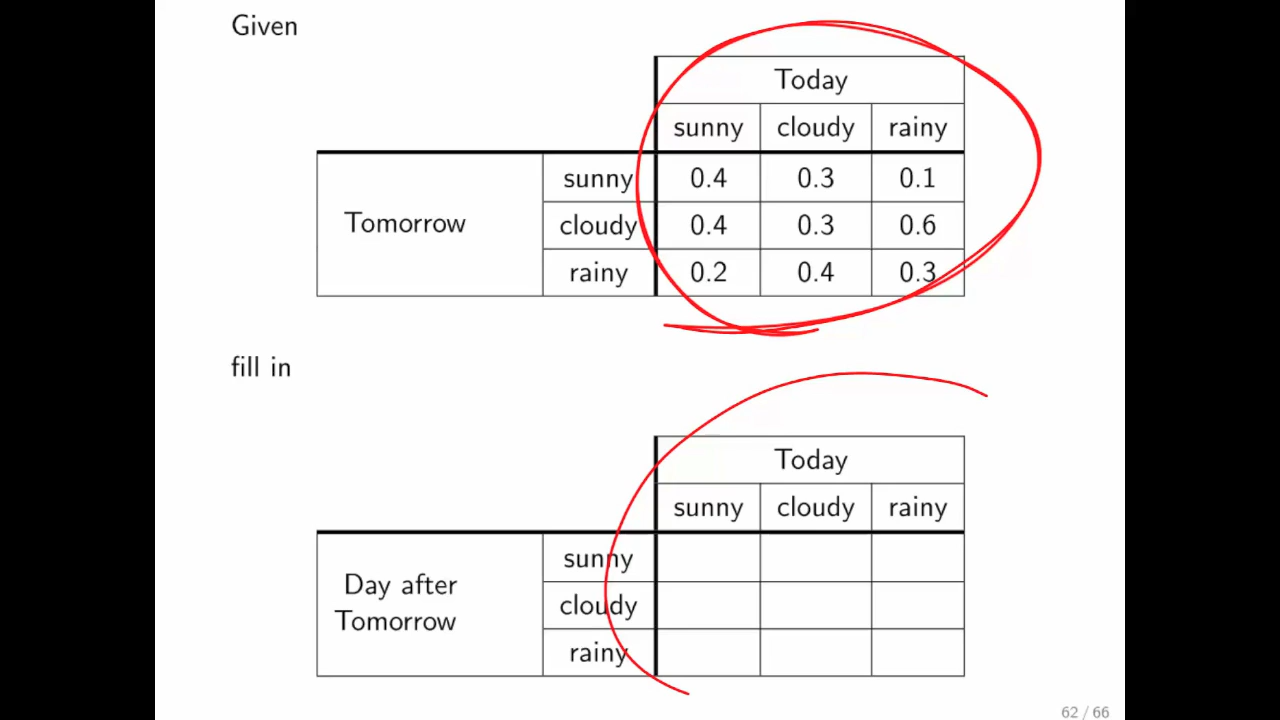 Given
Today
sunny cloudy rainy
sunny 0.4 0.3 0.1
Tomorrow
cloudy 0.4 0.3 0.6
rainy 0.2 0.4 0.3
fill in
Today
sunny cloudy rainy
sunny
Day after
Tomorrow
cloudy
rainy
62 / 66